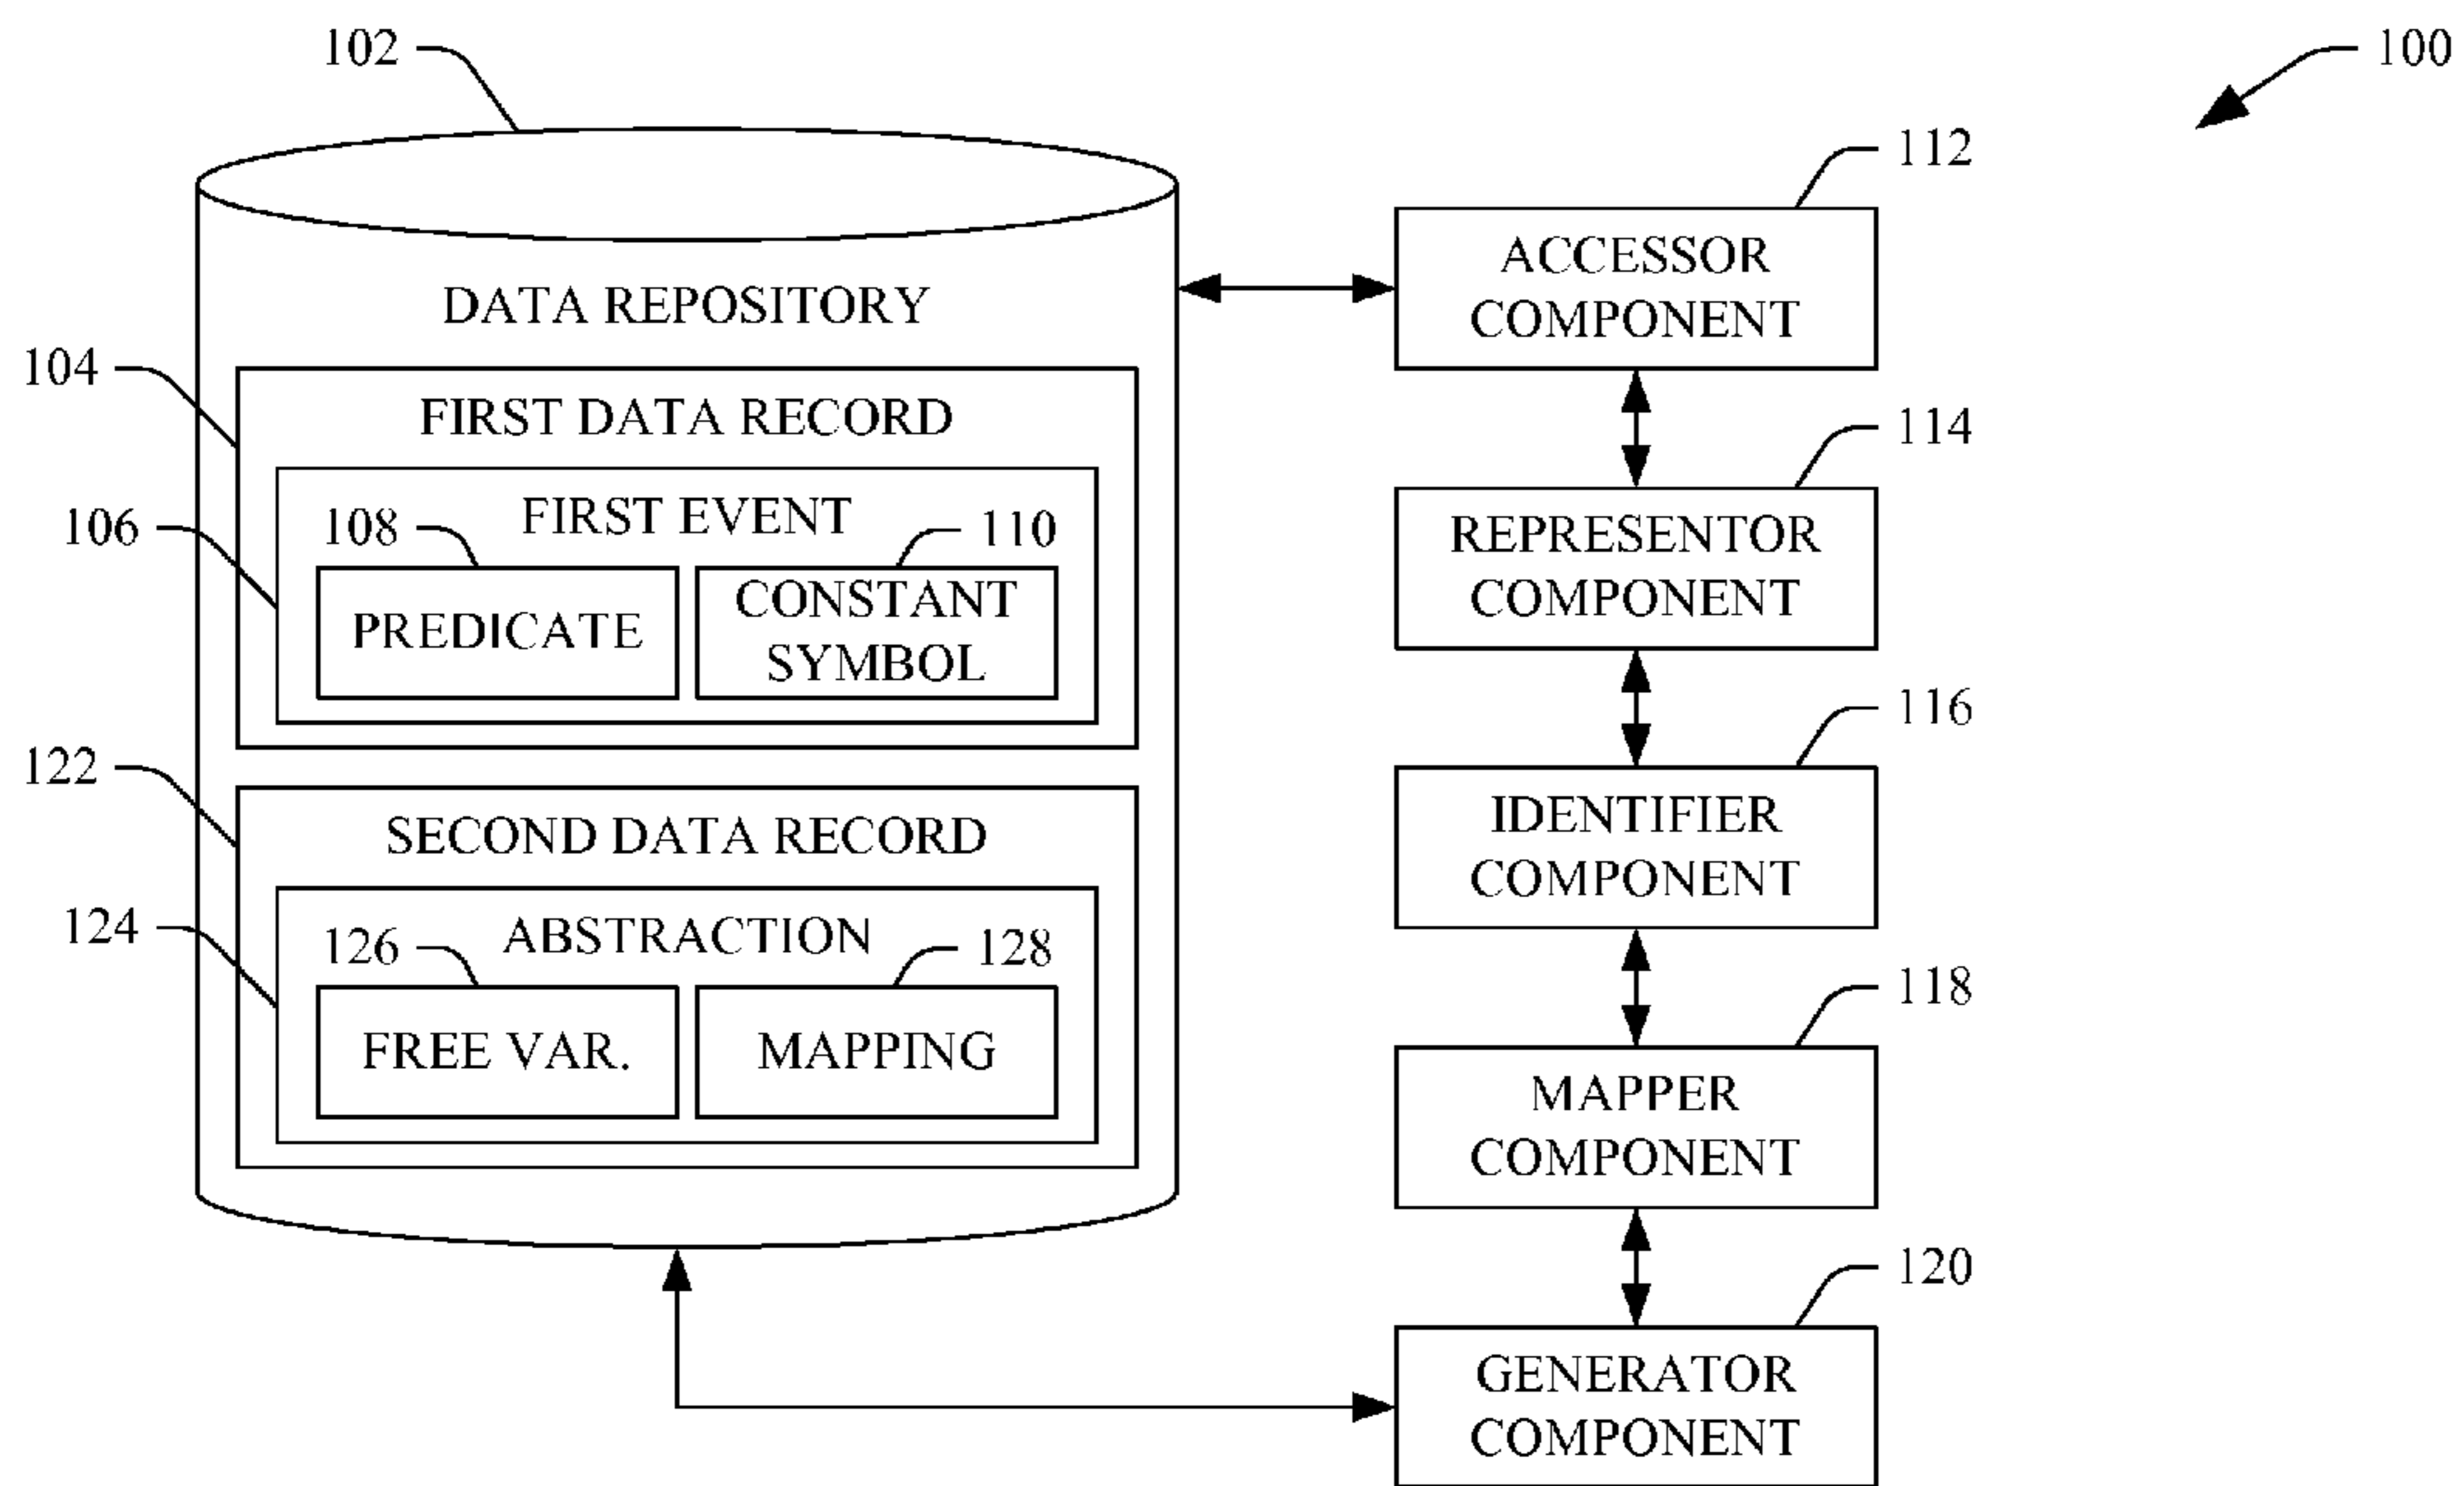 102
100
112
ACCESSOR
COMPONENT
DATA REPOSITORY
104
FIRST DATA RECORD
114
106
108
FIRST EVENT
110
REPRESENTOR
COMPONENT
PREDICATE
CONSTANT
SYMBOL
116
122
SECOND DATA RECORD
IDENTIFIER
COMPONENT
124
126
ABSTRACTION
128
118
FREE VAR.
MAPPING
MAPPER
COMPONENT
120
GENERATOR
COMPONENT